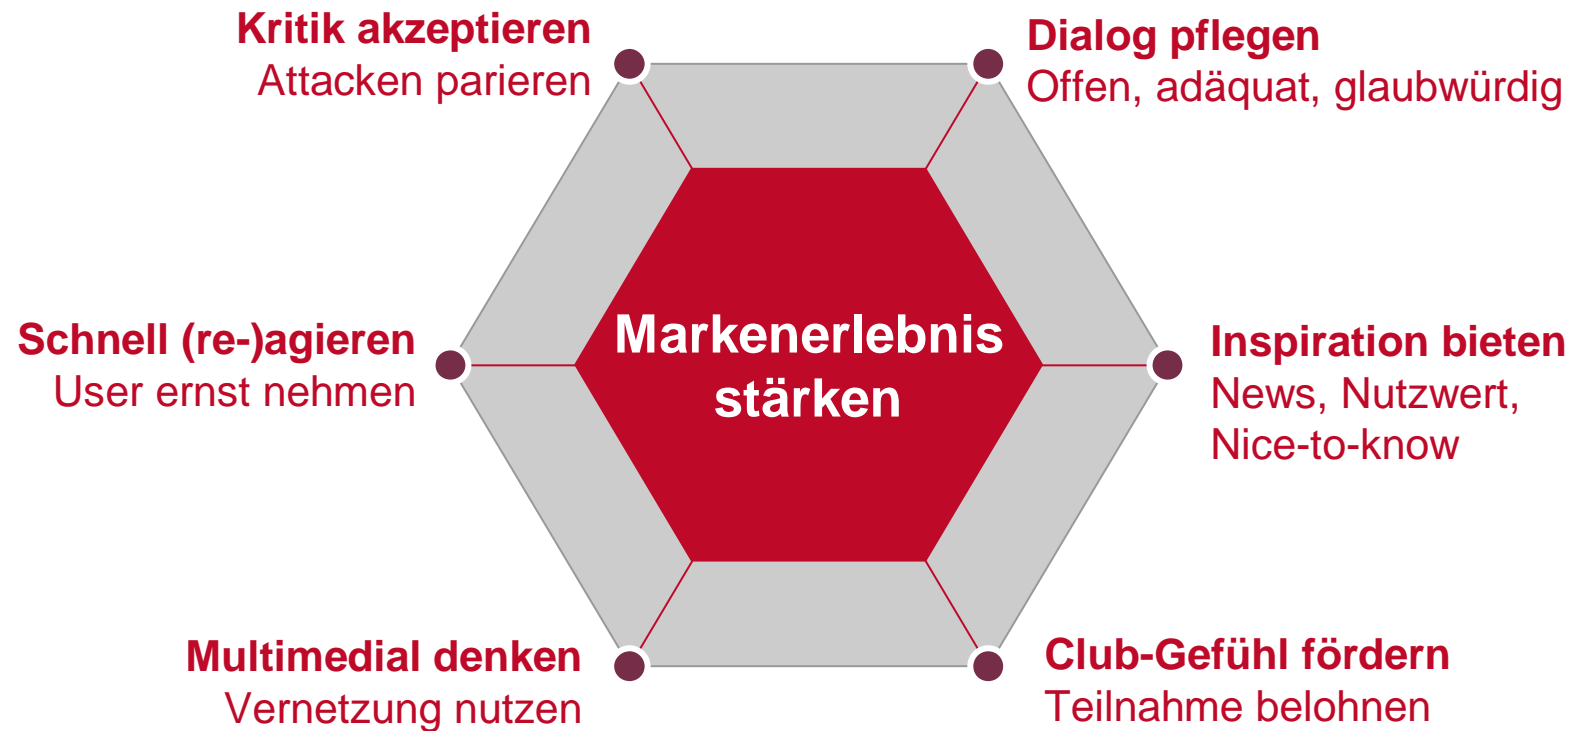 Kritik akzeptieren
Attacken parieren
Dialog pflegen
Offen, adäquat, glaubwürdig
Schnell (re-)agieren
User ernst nehmen
Markenerlebnis
stärken
Inspiration bieten
News, Nutzwert,
Nice-to-know
Multimedial denken
Vernetzung nutzen
Club-Gefühl fördern
Teilnahme belohnen